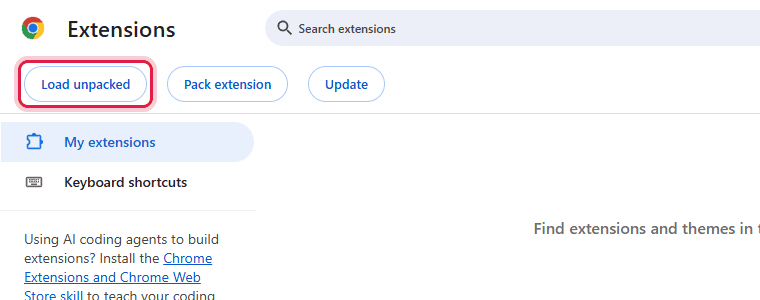 Extensions
Search extensions
Load unpacked
Pack extension
Update
My extensions
Keyboard shortcuts
Find extensions and themes in
Using AI coding agents to build
extensions? Install the Chrome
Extensions and Chrome Web
Store skill to teach your coding